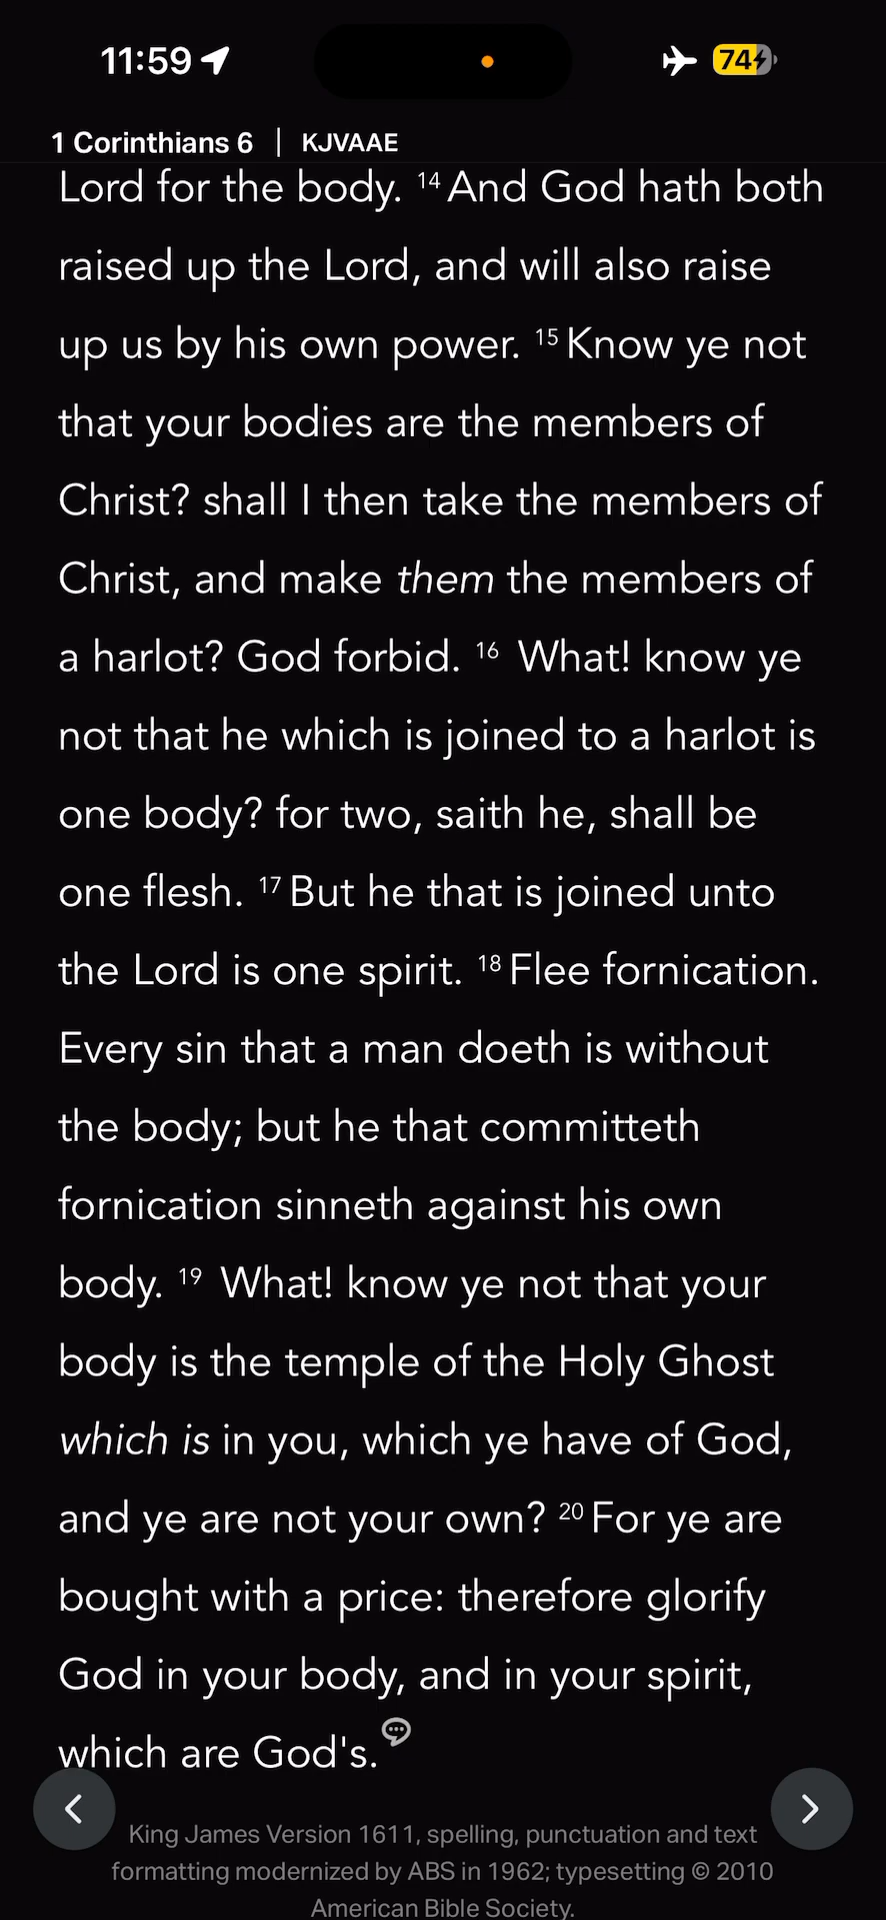 11:59
74
1 Corinthians 6 | KJVAAE
Lord for the body. 14 And God hath both
raised up the Lord, and will also raise
up us by his own power. 15 Know ye not
that your bodies are the members of
Christ? shall I then take the members of
Christ, and make them the members of
a harlot? God forbid. 16 What! know ye
not that he which is joined to a harlot is
one body? for two, saith he, shall be
one flesh. 17 But he that is joined unto
the Lord is one spirit. 18 Flee fornication.
Every sin that a man doeth is without
the body; but he that committeth
fornication sinneth against his own
body. 19 What! know ye not that your
body is the temple of the Holy Ghost
which is in you, which ye have of God,
and ye are not your own? 20 For ye are
bought with a price: therefore glorify
God in your body, and in your spirit,
which are God's.
King James Version 1611, spelling, punctuation and text
formatting modernized by ABS in 1962; typesetting © 2010
American Bible Society.